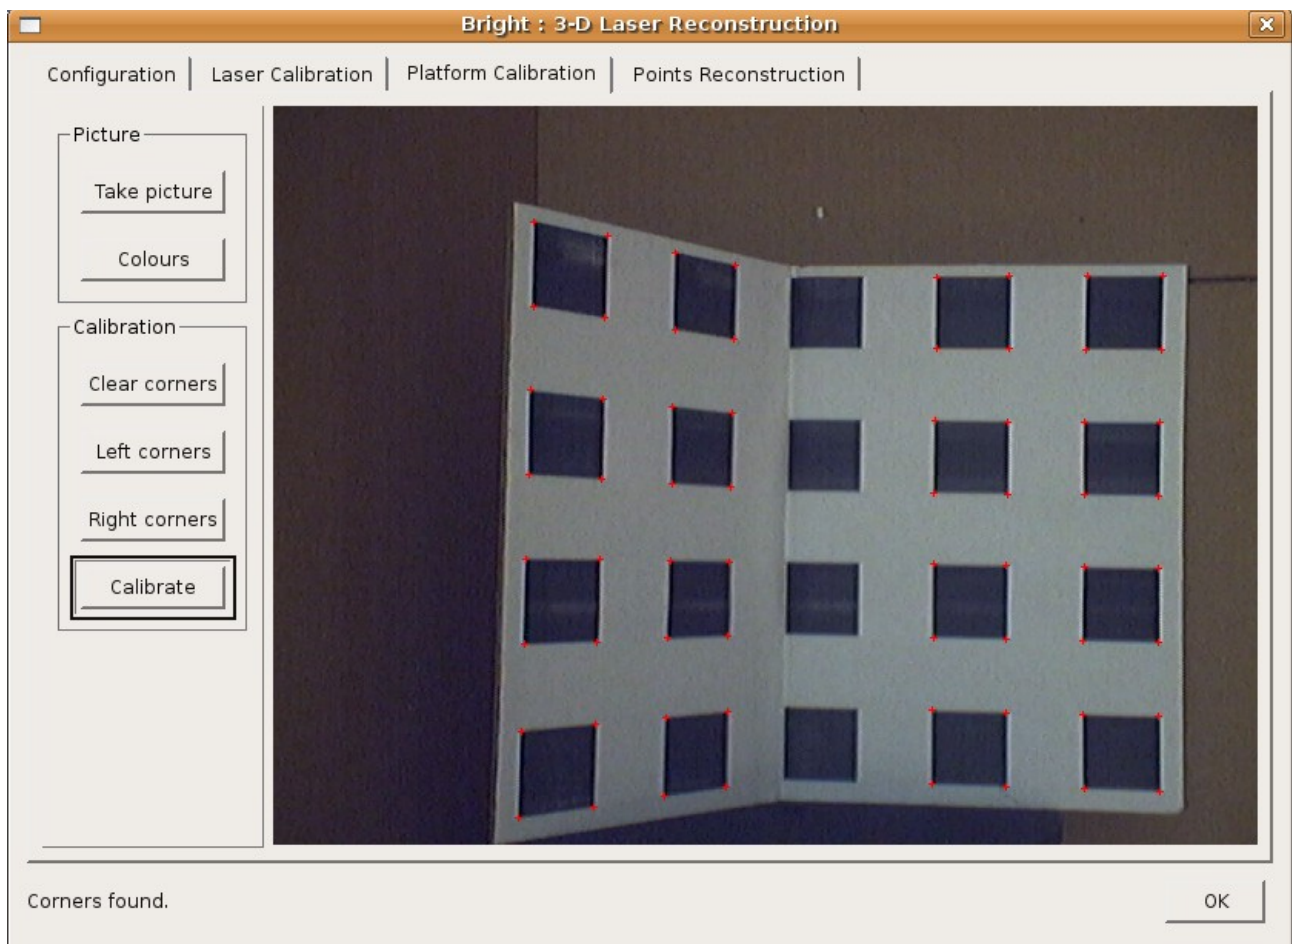 Bright : 3-D Laser Reconstruction
Configuration
Laser Calibration
Platform Calibration
Points Reconstruction
Picture
Take picture
Colours
Calibration
Clear corners
Left corners
Right corners
Calibrate
Corners found.
OK